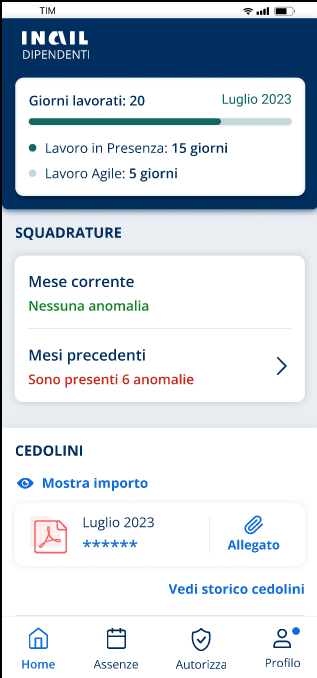 TIM
INAIL
DIPENDENTI
Giorni lavorati: 20
Luglio 2023
Lavoro in Presenza: 15 giorni
Lavoro Agile: 5 giorni
SQUADRATURE
Mese corrente
Nessuna anomalia
Mesi precedenti
Sono presenti 6 anomalie
CEDOLINI
Mostra importo
Luglio 2023
******
Allegato
Vedi storico cedolini
Home
Assenze
Autorizza
Profilo